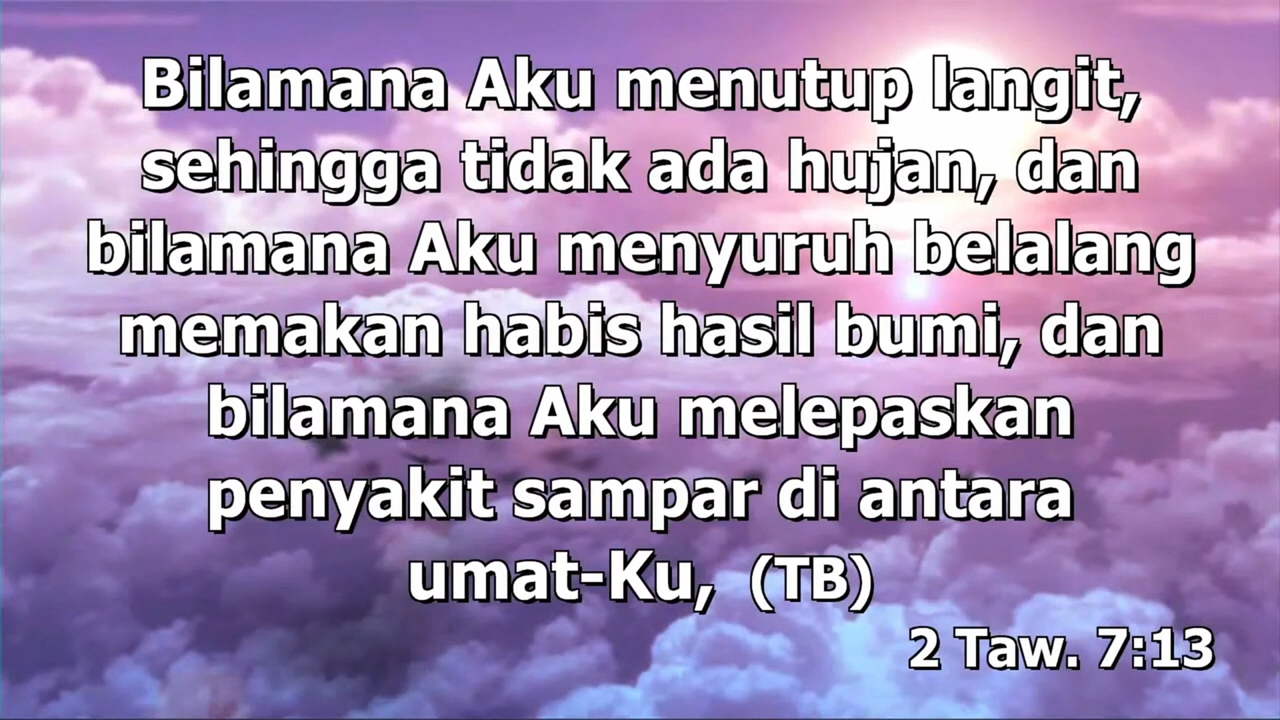 Bilamana Aku menutup langit,
sehingga tidak ada hujan, dan
bilamana Aku menyuruh belalang
memakan habis hasil bumi, dan
bilamana Aku melepaskan
penyakit sampar di antara
umat-Ku, (TB)
2 Taw. 7:13